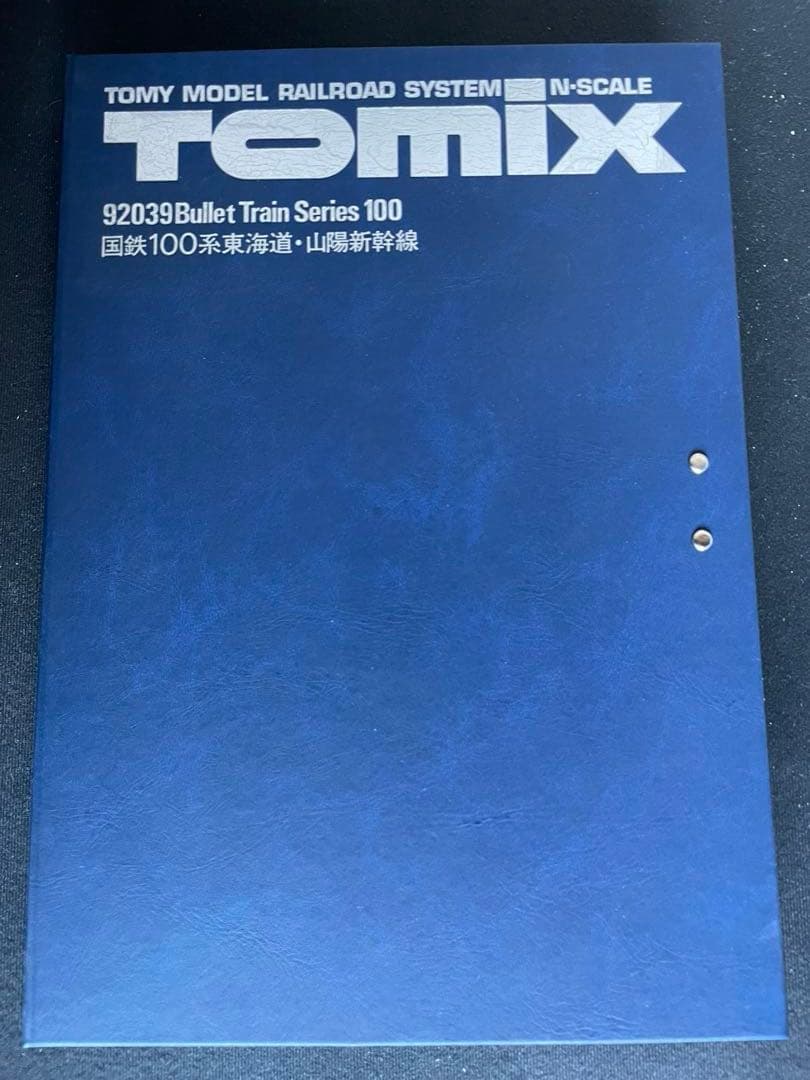 TOMY MODEL RAILROAD SYSTEM N-SCALE
TOMIX
92039 Bullet Train Series 100
国鉄100系東海道・山陽新幹線